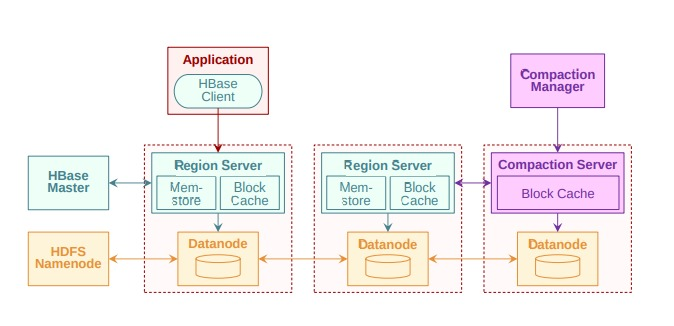 Application
HBase
Client
Compaction
Manager
HBase
Master
Region Server
Mem-
store
Block
Cache
Region Server
Mem-
store
Block
Cache
Compaction Server
Block Cache
HDFS
Namenode
Datanode
Datanode
Datanode